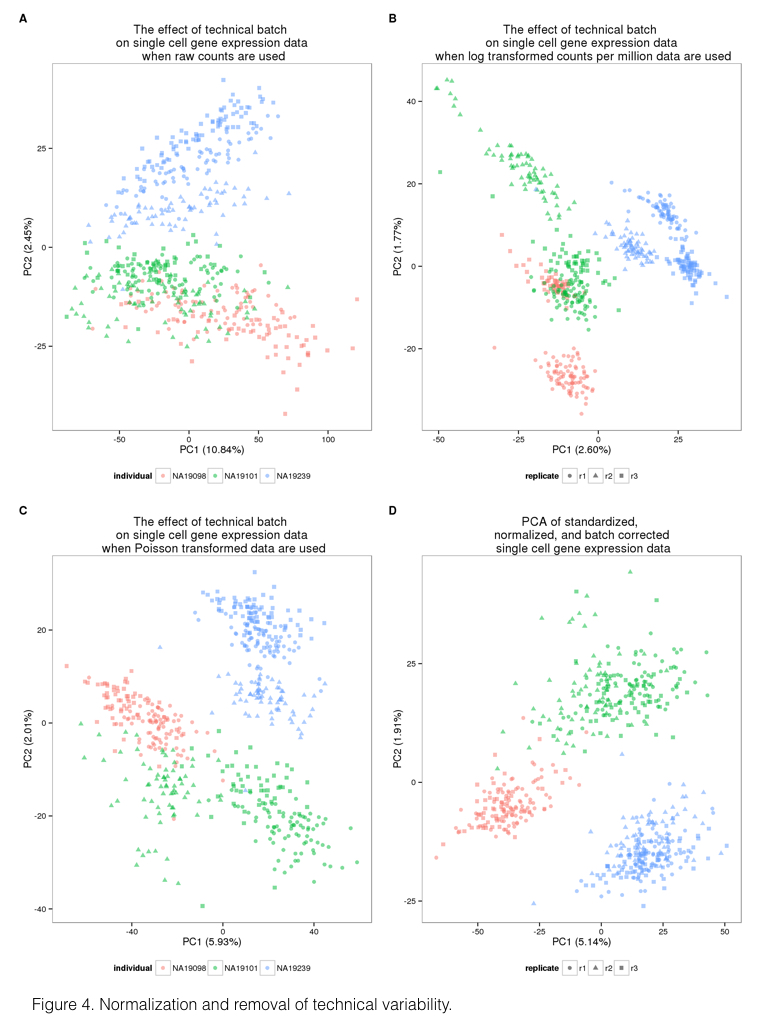 A
The effect of technical batch
on single cell gene expression data
when raw counts are used
25
0
-25
PC2 (2.45%)
-50
0
50
100
PC1 (10.84%)
individual NA19098 NA19101 NA19239
B
The effect of technical batch
on single cell gene expression data
when log transformed counts per million data are used
40
20
0
-20
PC2 (1.77%)
-50
-25
0
25
PC1 (2.60%)
replicate r1 r2 r3
C
The effect of technical batch
on single cell gene expression data
when Poisson transformed data are used
20
0
-20
-40
PC2 (2.01%)
-40
0
40
PC1 (5.93%)
individual NA19098 NA19101 NA19239
D
PCA of standardized,
normalized, and batch corrected
single cell gene expression data
25
0
-25
PC2 (1.91%)
-50
-25
0
25
50
PC1 (5.14%)
replicate r1 r2 r3
Figure 4. Normalization and removal of technical variability.